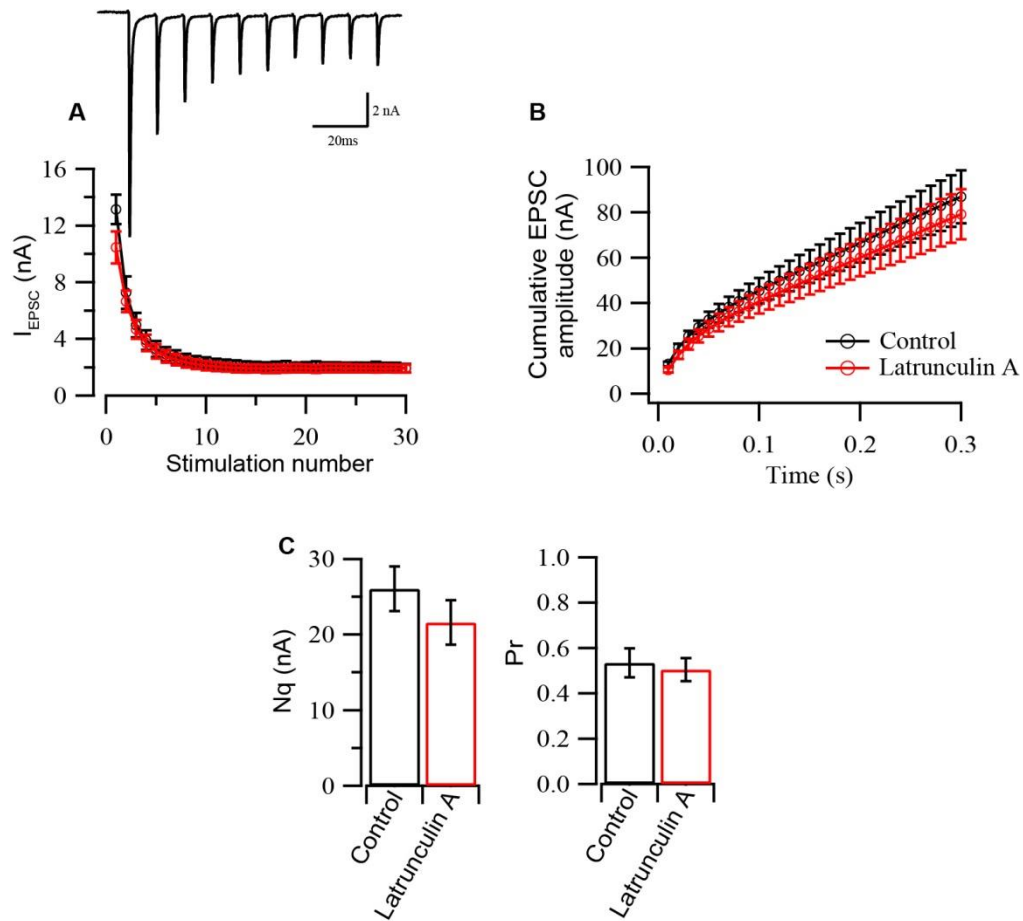 A
2 nA
20ms
16
12
8
4
0
I_EPSC (nA)
0
10
20
30
Stimulation number
B
100
80
60
40
20
0
Cumulative EPSC
amplitude (nA)
Control
Latrunculin A
0.0
0.1
0.2
0.3
Time (s)
C
30
20
10
0
Nq (nA)
Control
Latrunculin A
1.0
0.8
0.6
0.4
0.2
0.0
Pr
Control
Latrunculin A